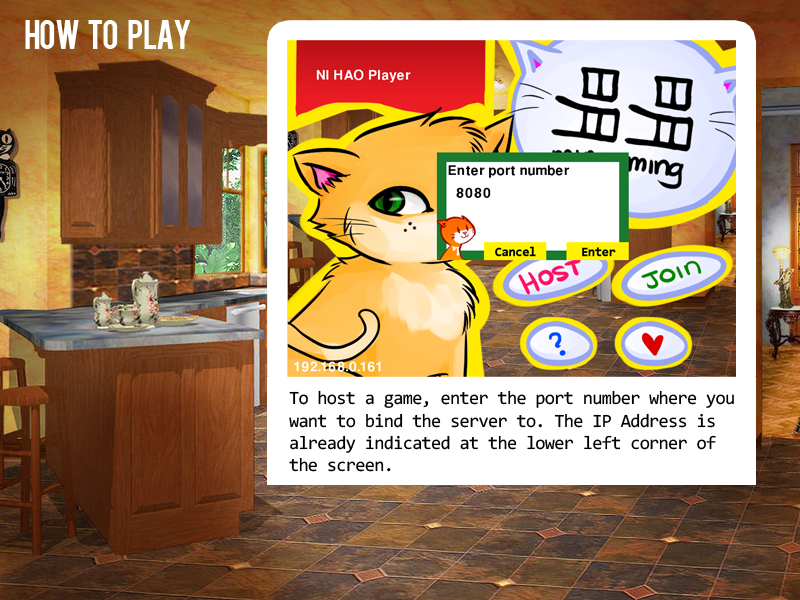 HOW TO PLAY
NI HAO Player
Enter port number
8080
Cancel Enter
HOST JOIN
?
192.168.0.161
To host a game, enter the port number where you
want to bind the server to. The IP Address is
already indicated at the lower left corner of
the screen.